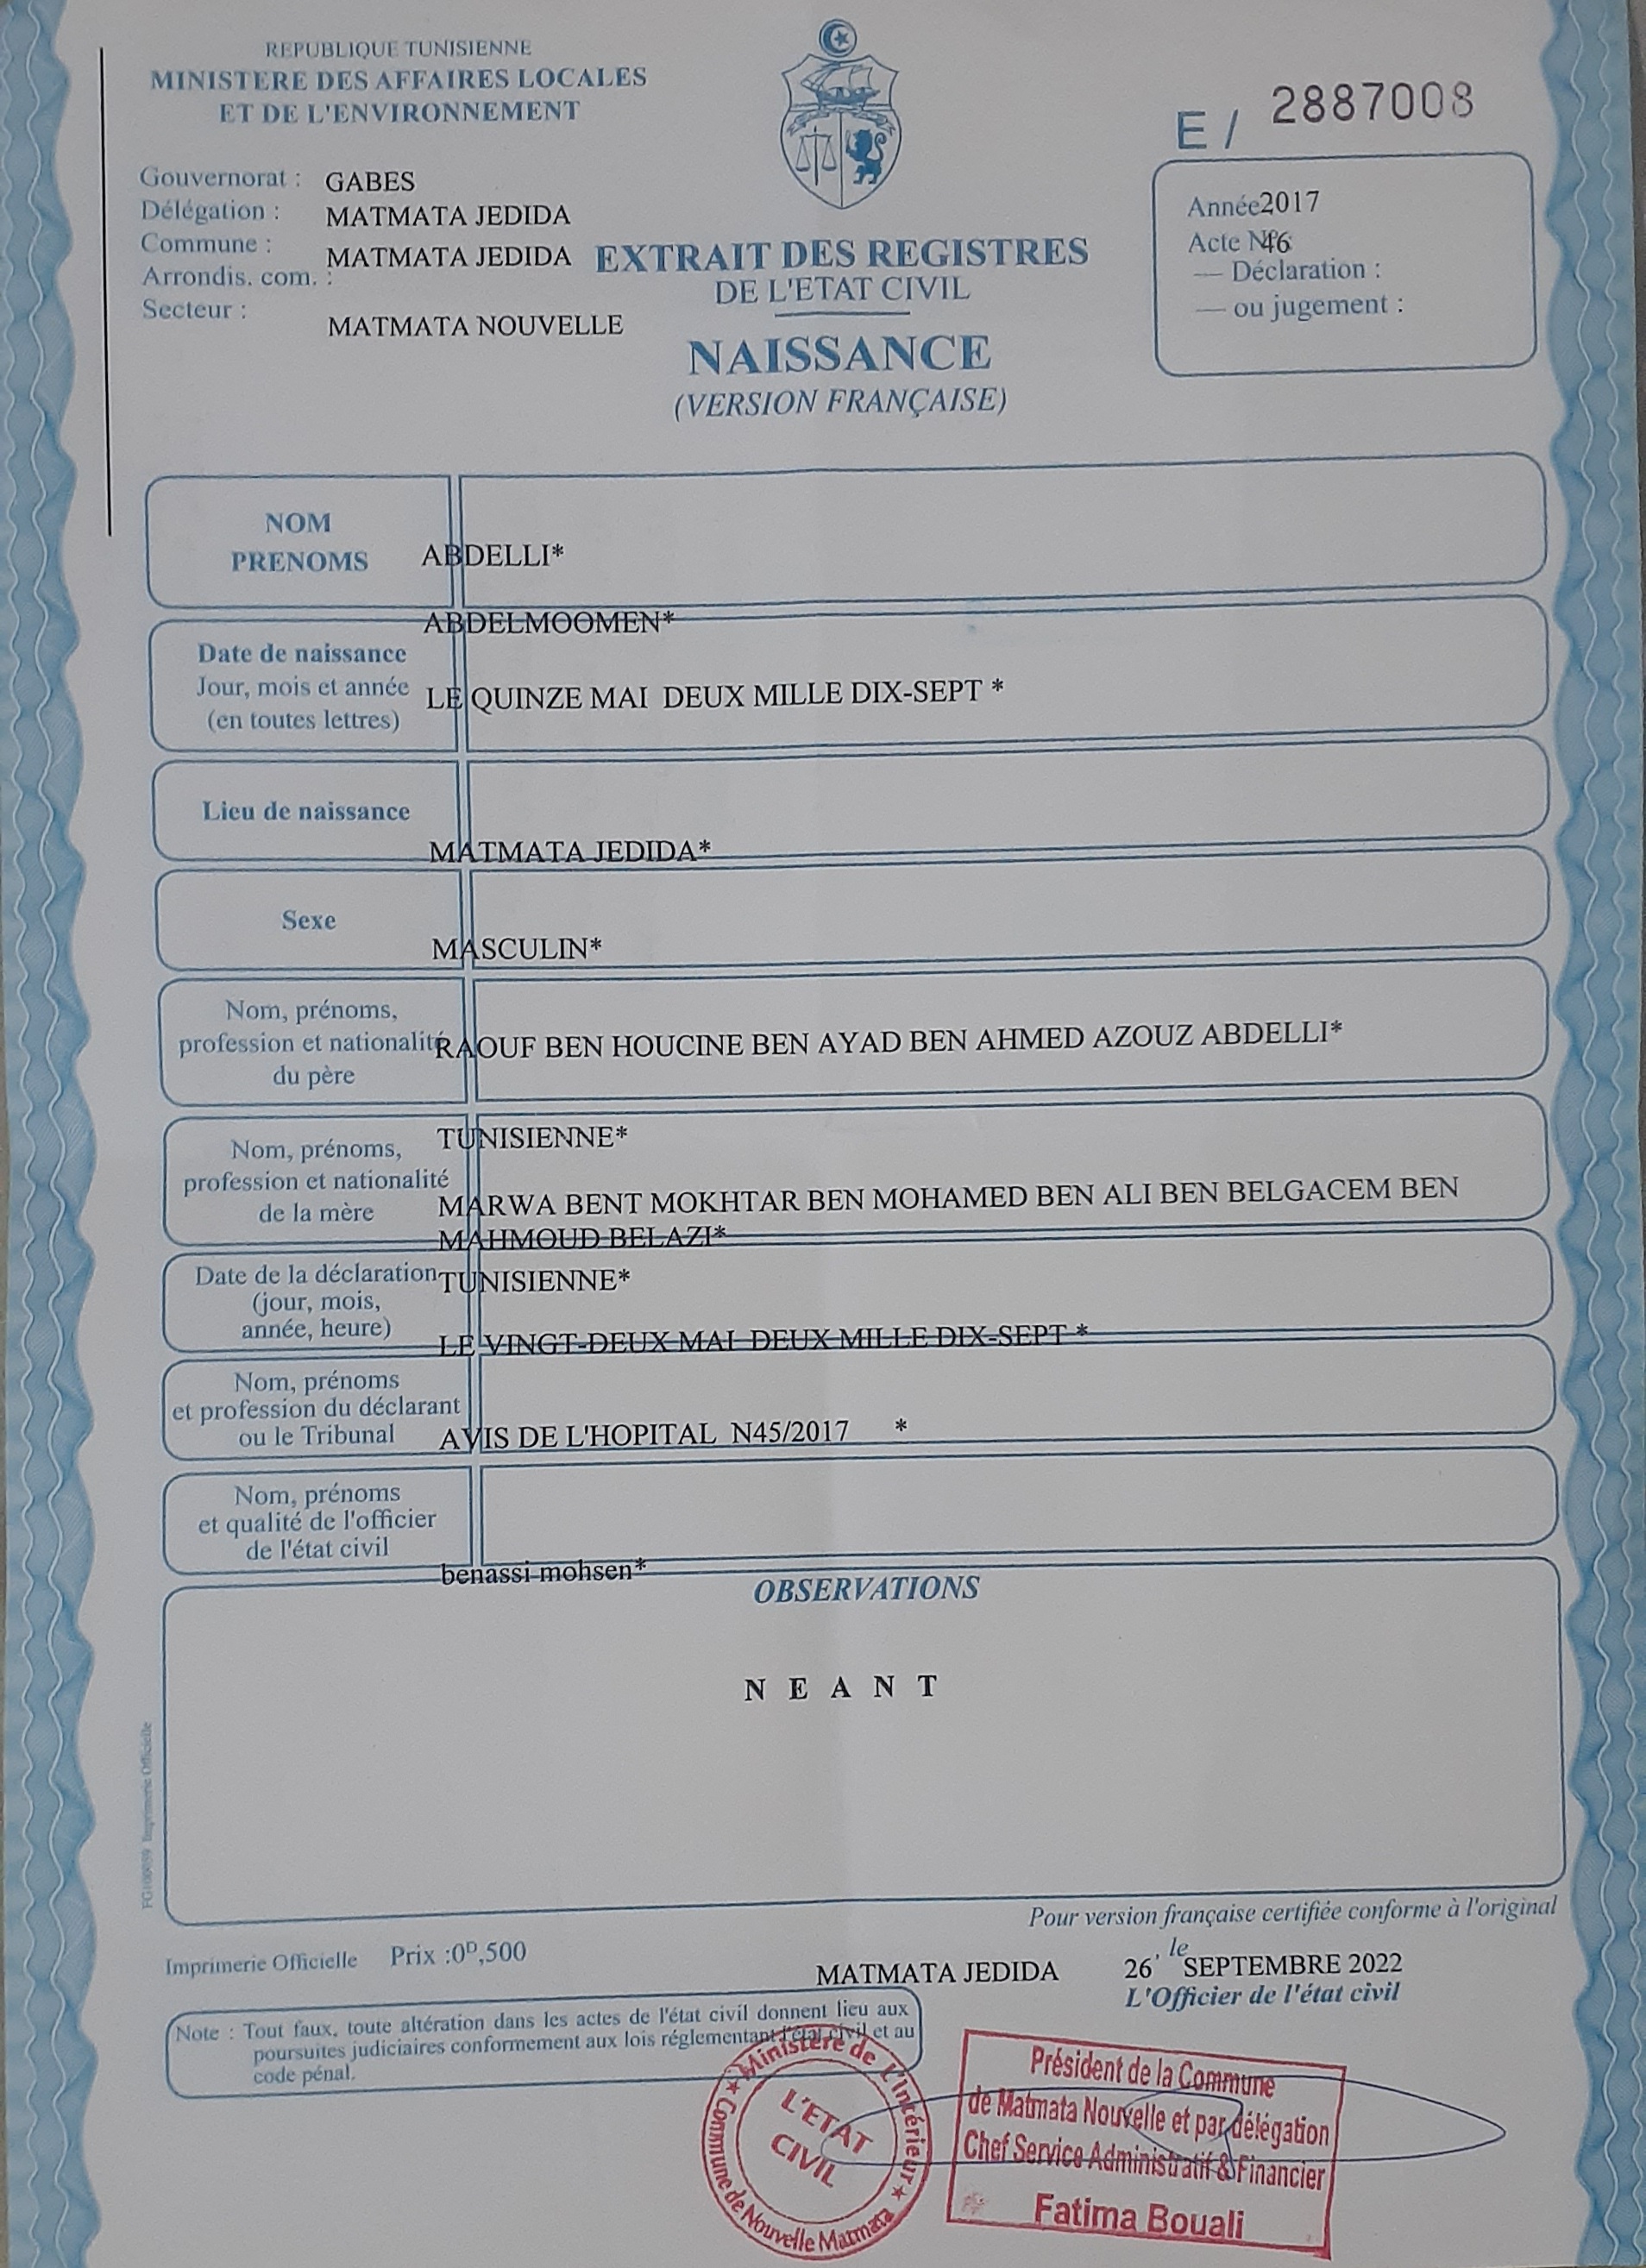 REPUBLIQUE TUNISIENNE
MINISTERE DES AFFAIRES LOCALES
ET DE L'ENVIRONNEMENT
E / 2887008
Gouvernorat : GABES
Délégation : MATMATA JEDIDA
Commune : MATMATA JEDIDA
Arrondis. com. :
Secteur : MATMATA NOUVELLE
EXTRAIT DES REGISTRES
DE L'ETAT CIVIL
NAISSANCE
(VERSION FRANÇAISE)
Année2017
Acte N°46
— Déclaration :
— ou jugement :
NOM
PRENOMS
ABDELLI*
ABDELMOOMEN*
Date de naissance
Jour, mois et année
(en toutes lettres)
LE QUINZE MAI DEUX MILLE DIX-SEPT *
Lieu de naissance
MATMATA JEDIDA*
Sexe
MASCULIN*
Nom, prénoms,
profession et nationalité
du père
RAOUF BEN HOUCINE BEN AYAD BEN AHMED AZOUZ ABDELLI*
TUNISIENNE*
Nom, prénoms,
profession et nationalité
de la mère
MARWA BENT MOKHTAR BEN MOHAMED BEN ALI BEN BELGACEM BEN
MAHMOUD BELAZI*
TUNISIENNE*
Date de la déclaration
(jour, mois,
année, heure)
LE VINGT-DEUX MAI DEUX MILLE DIX-SEPT *
Nom, prénoms
et profession du déclarant
ou le Tribunal
AVIS DE L'HOPITAL N45/2017 *
Nom, prénoms
et qualité de l'officier
de l'état civil
benassi mohsen*
OBSERVATIONS
N E A N T
FG100059 Imprimerie Officielle
Pour version française certifiée conforme à l'original
Imprimerie Officielle Prix :0ᴰ,500
MATMATA JEDIDA , le 26 SEPTEMBRE 2022
L'Officier de l'état civil
Note : Tout faux, toute altération dans les actes de l'état civil donnent lieu aux
poursuites judiciaires conformement aux lois réglementant l'état civil et au
code pénal.
Ministère de L'Intérieur
L'ETAT
CIVIL
Commune de Nouvelle Matmata
Président de la Commune
de Matmata Nouvelle et par délégation
Chef Service Administratif & Financier
Fatima Bouali